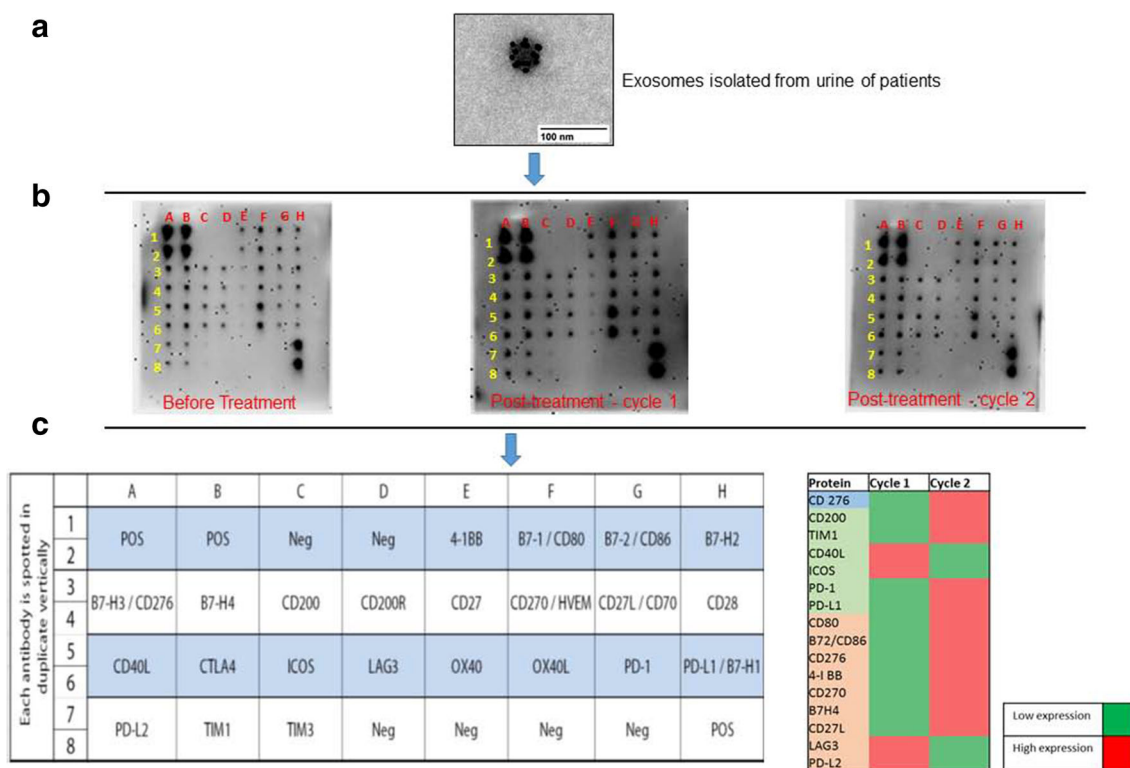 a
Exosomes isolated from urine of patients
100 nm
b
A B C D E F G H
1
2
3
4
5
6
7
8
Before Treatment
A B C D E F G H
1
2
3
4
5
6
7
8
Post-treatment - cycle 1
A B C D E F G H
1
2
3
4
5
6
7
8
Post-treatment - cycle 2
c
Each antibody is spotted in
duplicate vertically
A B C D E F G H
1
2
POS POS Neg Neg 4-1BB B7-1 / CD80 B7-2 / CD86 B7-H2
3
4
B7-H3 / CD276 B7-H4 CD200 CD200R CD27 CD270 / HVEM CD27L / CD70 CD28
5
6
CD40L CTLA4 ICOS LAG3 OX40 OX40L PD-1 PD-L1 / B7-H1
7
8
PD-L2 TIM1 TIM3 Neg Neg Neg Neg POS
Protein Cycle 1 Cycle 2
CD 276
CD200
TIM1
CD40L
ICOS
PD-1
PD-L1
CD80
B72/CD86
CD276
4-I BB
CD270
B7H4
CD27L
LAG3
PD-L2
Low expression
High expression